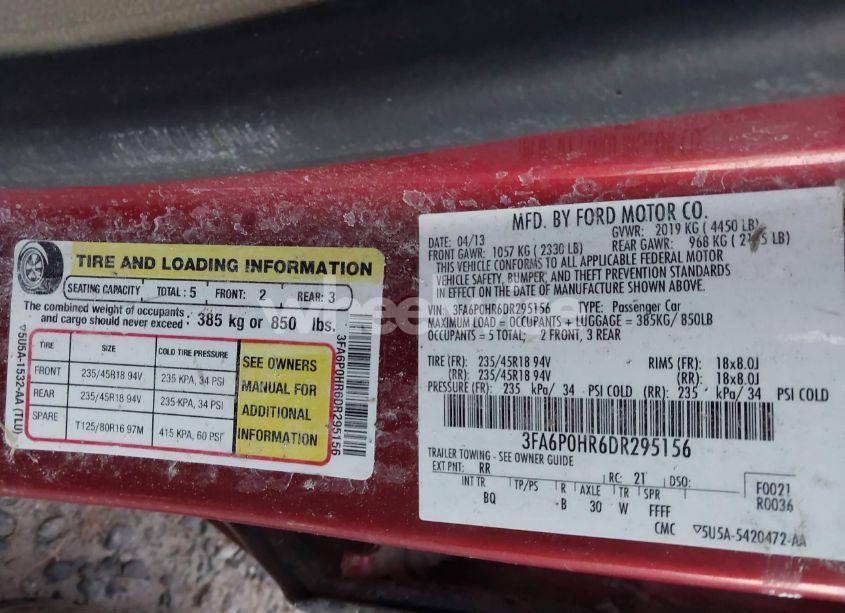 TIRE AND LOADING INFORMATION
SEATING CAPACITY TOTAL: 5 FRONT: 2 REAR: 3
The combined weight of occupants
and cargo should never exceed: 385 kg or 850 lbs.
TIRE SIZE COLD TIRE PRESSURE
FRONT 235/45R18 94V 235 KPA, 34 PSI
REAR 235/45R18 94V 235 KPA, 34 PSI
SPARE T125/80R16 97M 415 KPA, 60 PSI
SEE OWNERS
MANUAL FOR
ADDITIONAL
INFORMATION
5U5A-1532-AA (TLU)
3FA6P0HR6DR295156
MFD. BY FORD MOTOR CO.
DATE: 04/13 GVWR: 2019 KG ( 4450 LB)
FRONT GAWR: 1057 KG ( 2330 LB) REAR GAWR: 968 KG ( LB)
THIS VEHICLE CONFORMS TO ALL APPLICABLE FEDERAL MOTOR
VEHICLE SAFETY, BUMPER, AND THEFT PREVENTION STANDARDS
IN EFFECT ON THE DATE OF MANUFACTURE SHOWN ABOVE.
VIN: 3FA6P0HR6DR295156 TYPE: Passenger Car
MAXIMUM LOAD = OCCUPANTS + LUGGAGE = 385KG/ 850LB
OCCUPANTS = 5 TOTAL; 2 FRONT, 3 REAR
TIRE (FR): 235/45R18 94V RIMS (FR): 18x8.0J
(RR): 235/45R18 94V (RR): 18x8.0J
PRESSURE (FR): 235 kPa/ 34 PSI COLD (RR): 235 kPa/ 34 PSI COLD
3FA6P0HR6DR295156
TRAILER TOWING - SEE OWNER GUIDE
EXT PNT: RR RC: 21 DSO:
INT TR TP/PS R AXLE TR SPR
BQ B 30 W FFFF
F0021
R0036
CMC 5U5A-5420472-AA